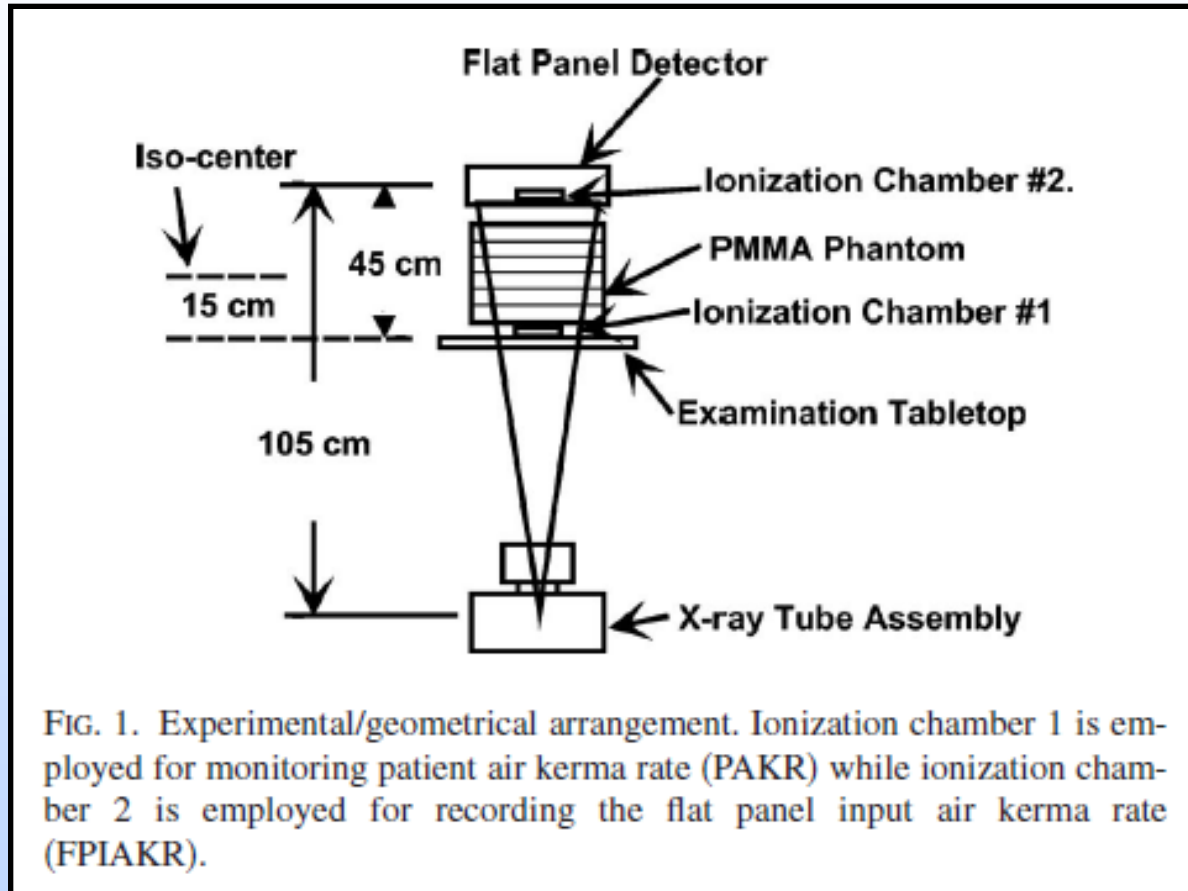 Flat Panel Detector
Iso-center
Ionization Chamber #2.
45 cm
PMMA Phantom
15 cm
Ionization Chamber #1
Examination Tabletop
105 cm
X-ray Tube Assembly
FIG. 1. Experimental/geometrical arrangement. Ionization chamber 1 is em-
ployed for monitoring patient air kerma rate (PAKR) while ionization cham-
ber 2 is employed for recording the flat panel input air kerma rate
(FPIAKR).